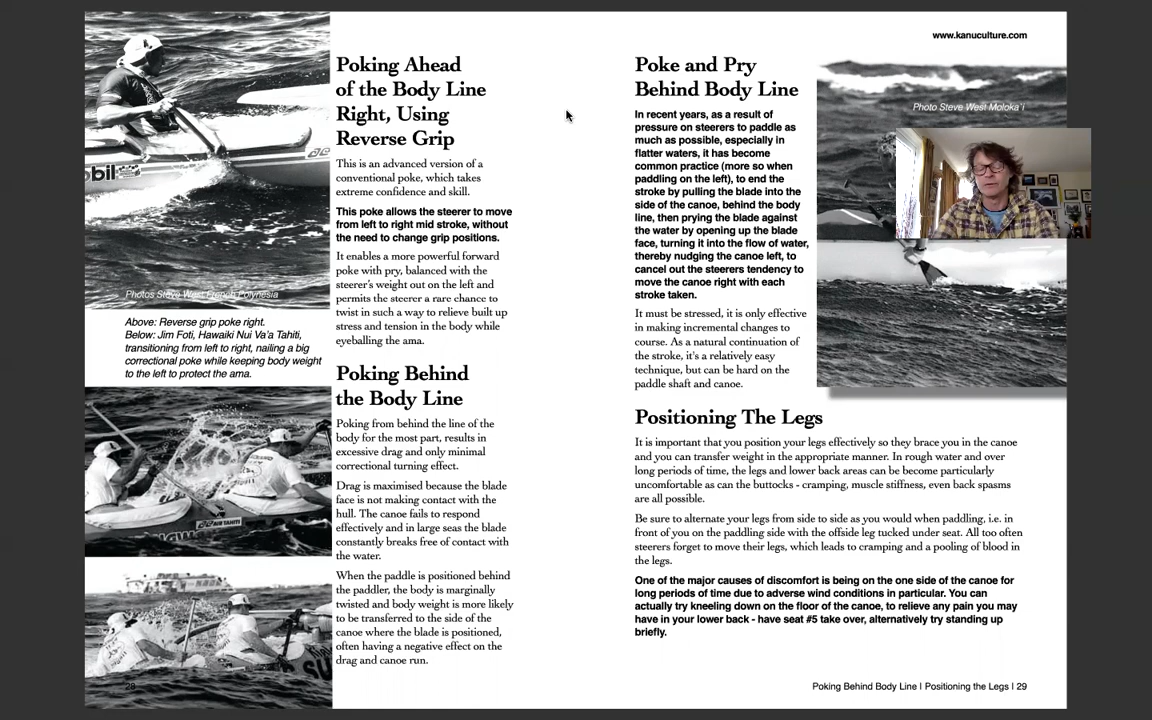 Poking Ahead
of the Body Line
Right, Using
Reverse Grip
This is an advanced version of a
conventional poke, which takes
extreme confidence and skill.
This poke allows the steerer to move
from left to right mid stroke, without
the need to change grip positions.
It enables a more powerful forward
poke with pry, balanced with the
steerer's weight out on the left and
permits the steerer a rare chance to
twist in such a way to relieve built up
stress and tension in the body while
eyeballing the ama.
Photos Steve West French Polynesia
Above: Reverse grip poke right.
Below: Jim Foti, Hawaiki Nui Va'a Tahiti,
transitioning from left to right, nailing a big
correctional poke while keeping body weight
to the left to protect the ama.
Poking Behind
the Body Line
Poking from behind the line of the
body for the most part, results in
excessive drag and only minimal
correctional turning effect.
Drag is maximised because the blade
face is not making contact with the
hull. The canoe fails to respond
effectively and in large seas the blade
constantly breaks free of contact with
the water.
When the paddle is positioned behind
the paddler, the body is marginally
twisted and body weight is more likely
to be transferred to the side of the
canoe where the blade is positioned,
often having a negative effect on the
drag and canoe run.
bil
AIR TAHITI
28
www.kanuculture.com
Poke and Pry
Behind Body Line
In recent years, as a result of
pressure on steerers to paddle as
much as possible, especially in
flatter waters, it has become
common practice (more so when
paddling on the left), to end the
stroke by pulling the blade into the
side of the canoe, behind the body
line, then prying the blade against
the water by opening up the blade
face, turning it into the flow of water,
thereby nudging the canoe left, to
cancel out the steerers tendency to
move the canoe right with each
stroke taken.
It must be stressed, it is only effective
in making incremental changes to
course. As a natural continuation of
the stroke, it's a relatively easy
technique, but can be hard on the
paddle shaft and canoe.
Photo Steve West Moloka'i
Positioning The Legs
It is important that you position your legs effectively so they brace you in the canoe
and you can transfer weight in the appropriate manner. In rough water and over
long periods of time, the legs and lower back areas can be become particularly
uncomfortable as can the buttocks - cramping, muscle stiffness, even back spasms
are all possible.
Be sure to alternate your legs from side to side as you would when paddling, i.e. in
front of you on the paddling side with the offside leg tucked under seat. All too often
steerers forget to move their legs, which leads to cramping and a pooling of blood in
the legs.
One of the major causes of discomfort is being on the one side of the canoe for
long periods of time due to adverse wind conditions in particular. You can
actually try kneeling down on the floor of the canoe, to relieve any pain you may
have in your lower back - have seat #5 take over, alternatively try standing up
briefly.
Poking Behind Body Line | Positioning the Legs | 29